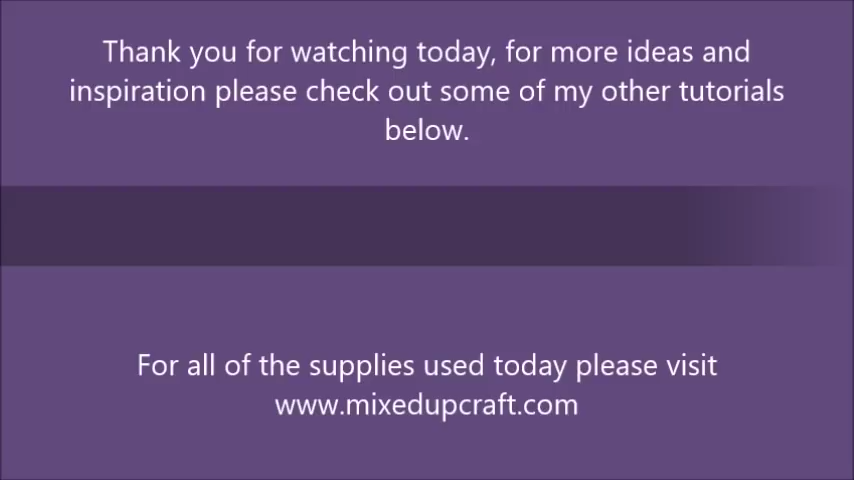 Thank you for watching today, for more ideas and
inspiration please check out some of my other tutorials
below.
For all of the supplies used today please visit
www.mixedupcraft.com